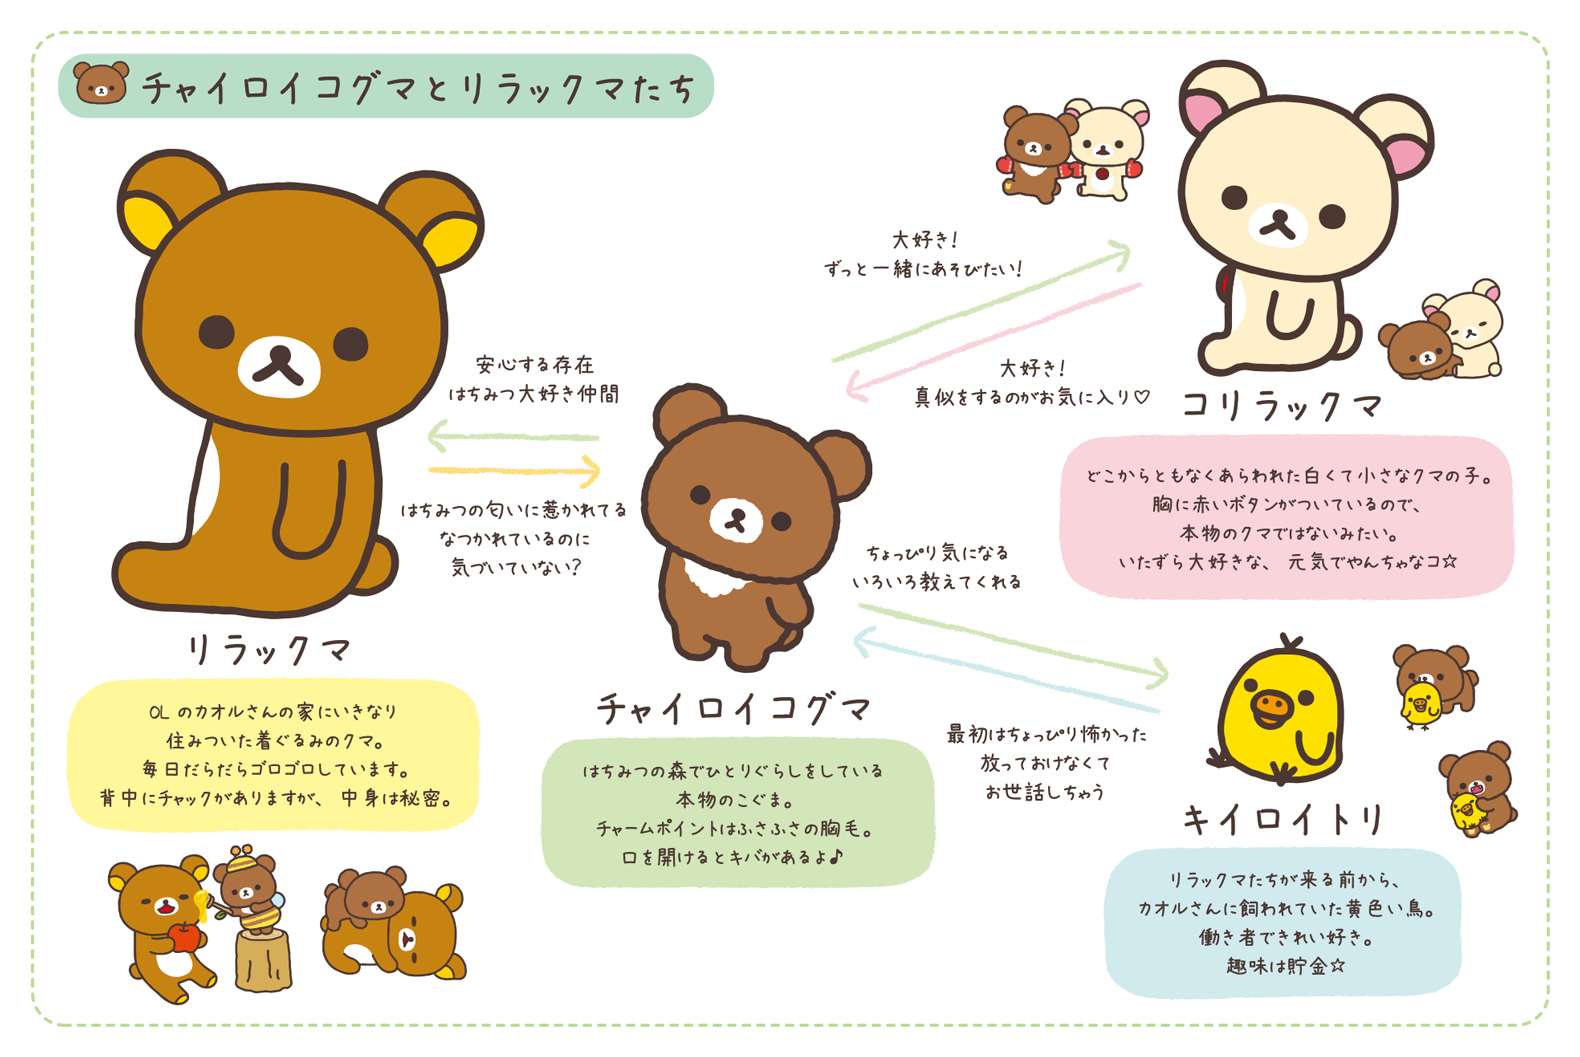 チャイロイコグマとリラックマたち
大好き!
ずっと一緒にあそびたい!
大好き!
真似をするのがお気に入り♡
安心する存在
はちみつ大好き仲間
はちみつの匂いに惹かれてる
なつかれているのに
気づいていない?
コリラックマ
どこからともなくあらわれた白くて小さなクマの子。
胸に赤いボタンがついているので、
本物のクマではないみたい。
いたずら大好きな、元気でやんちゃなコ☆
ちょっぴり気になる
いろいろ教えてくれる
リラックマ
OLのカオルさんの家にいきなり
住みついた着ぐるみのクマ。
毎日だらだらゴロゴロしています。
背中にチャックがありますが、中身は秘密。
チャイロイコグマ
はちみつの森でひとりぐらしをしている
本物のこぐま。
チャームポイントはふさふさの胸毛。
口を開けるとキバがあるよ♪
最初はちょっぴり怖かった
放っておけなくて
お世話しちゃう
キイロイトリ
リラックマたちが来る前から、
カオルさんに飼われていた黄色い鳥。
働き者できれい好き。
趣味は貯金☆